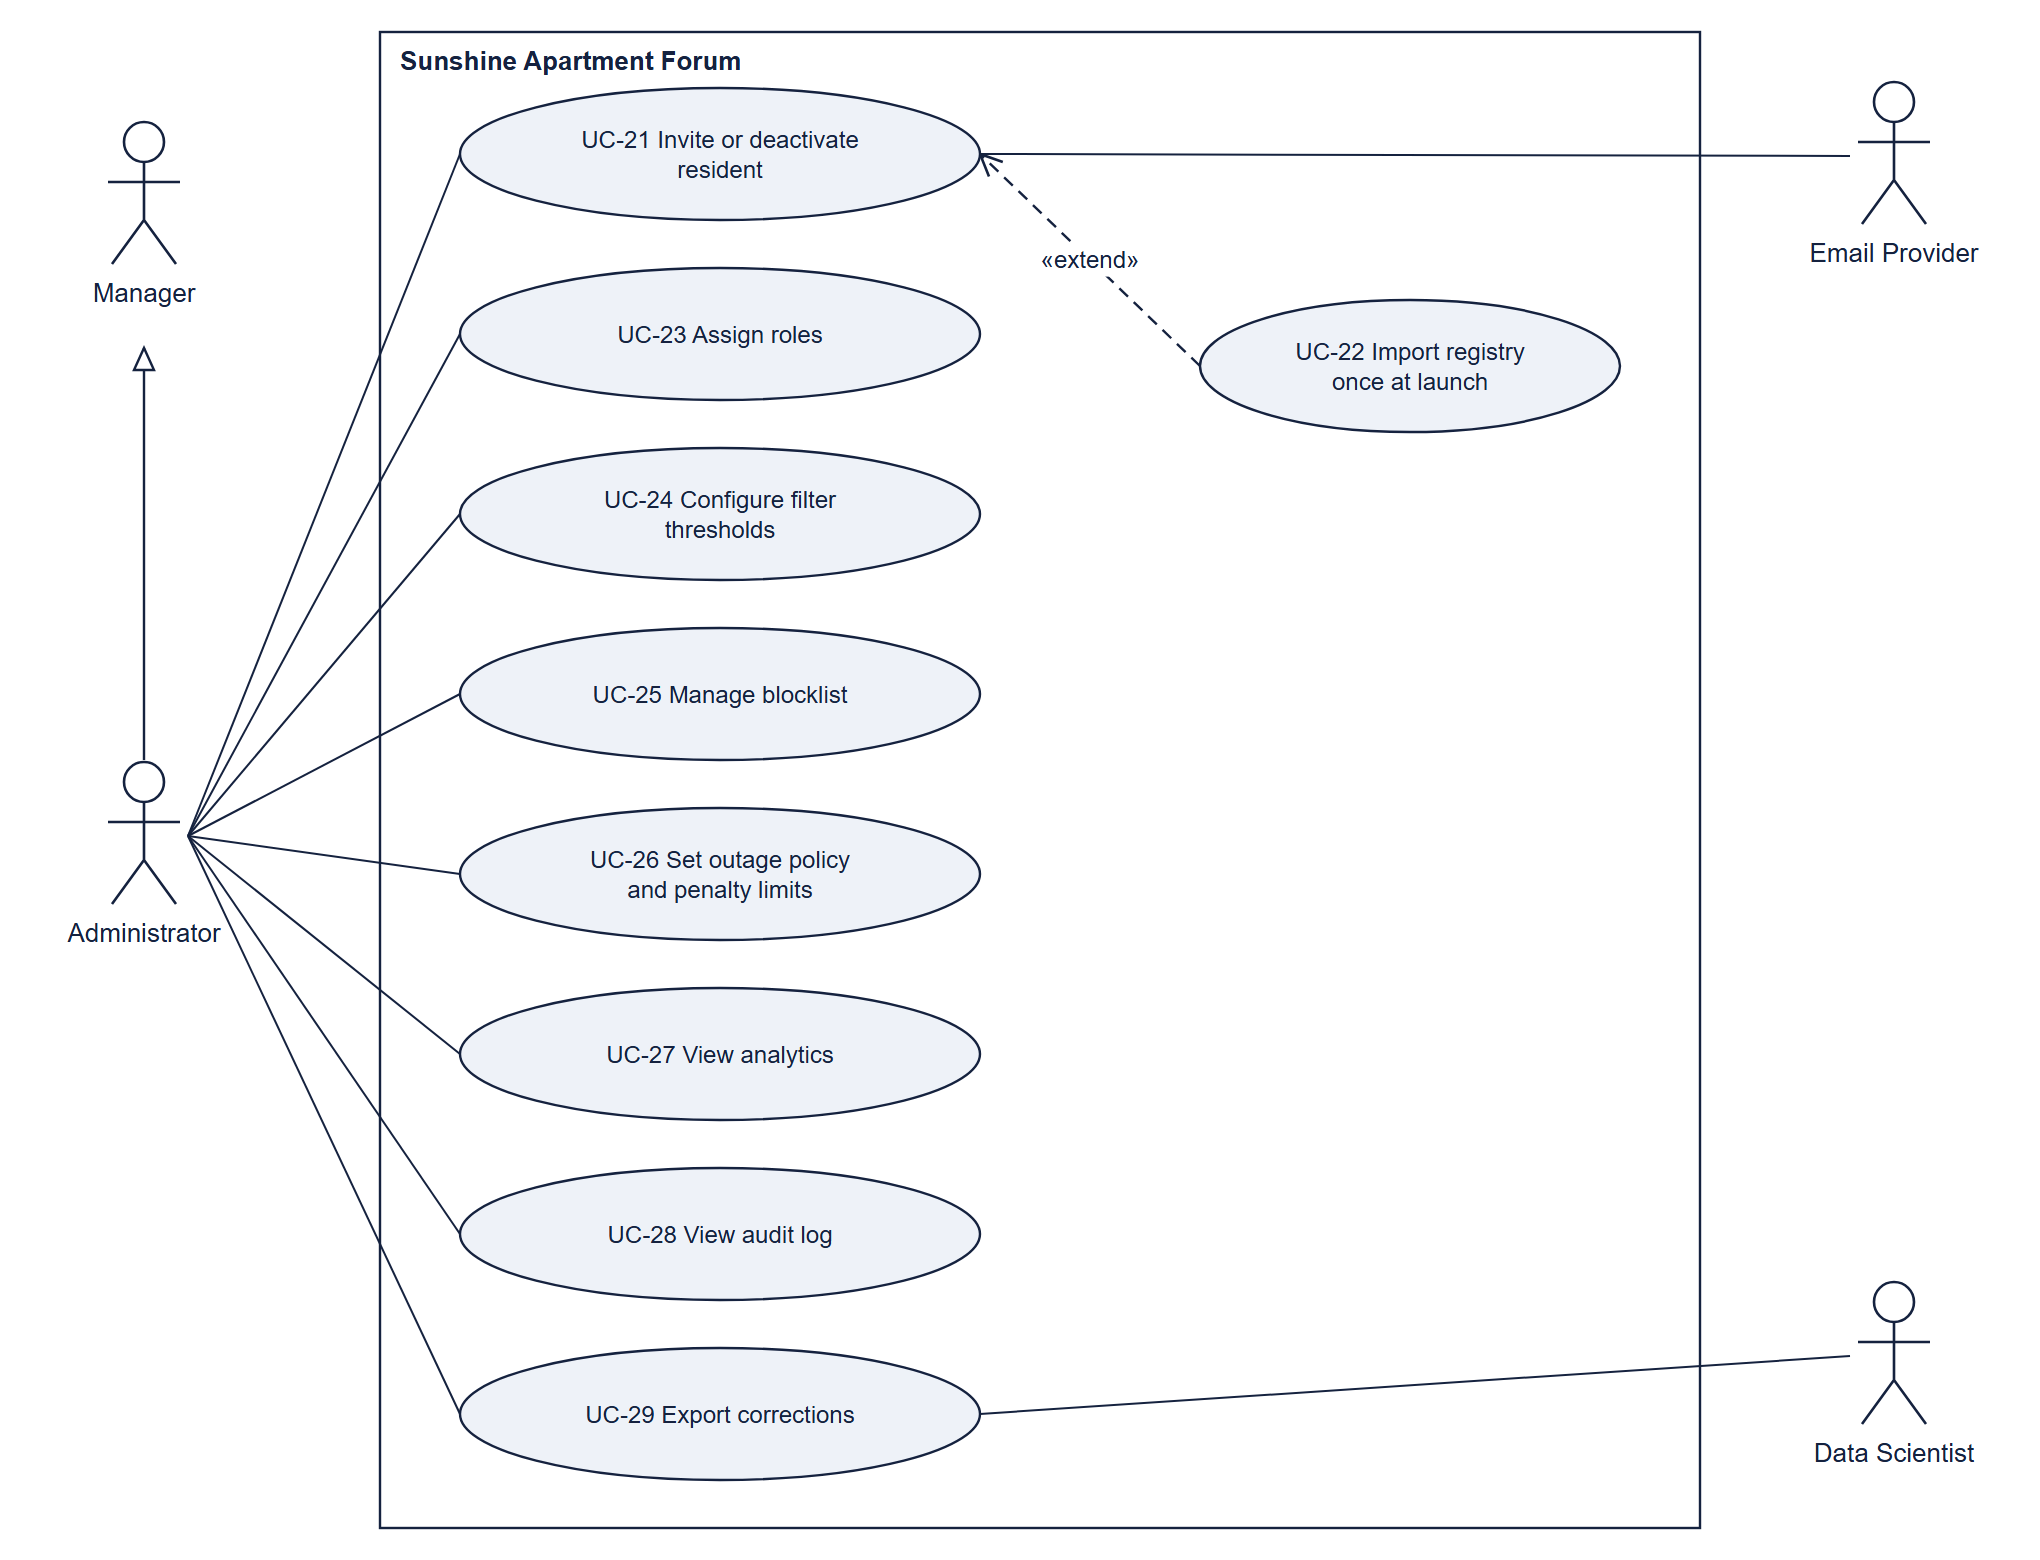 Sunshine Apartment Forum
UC-21 Invite or deactivate
resident
Manager
Email Provider
«extend»
UC-23 Assign roles
UC-22 Import registry
once at launch
UC-24 Configure filter
thresholds
UC-25 Manage blocklist
Administrator
UC-26 Set outage policy
and penalty limits
UC-27 View analytics
UC-28 View audit log
UC-29 Export corrections
Data Scientist